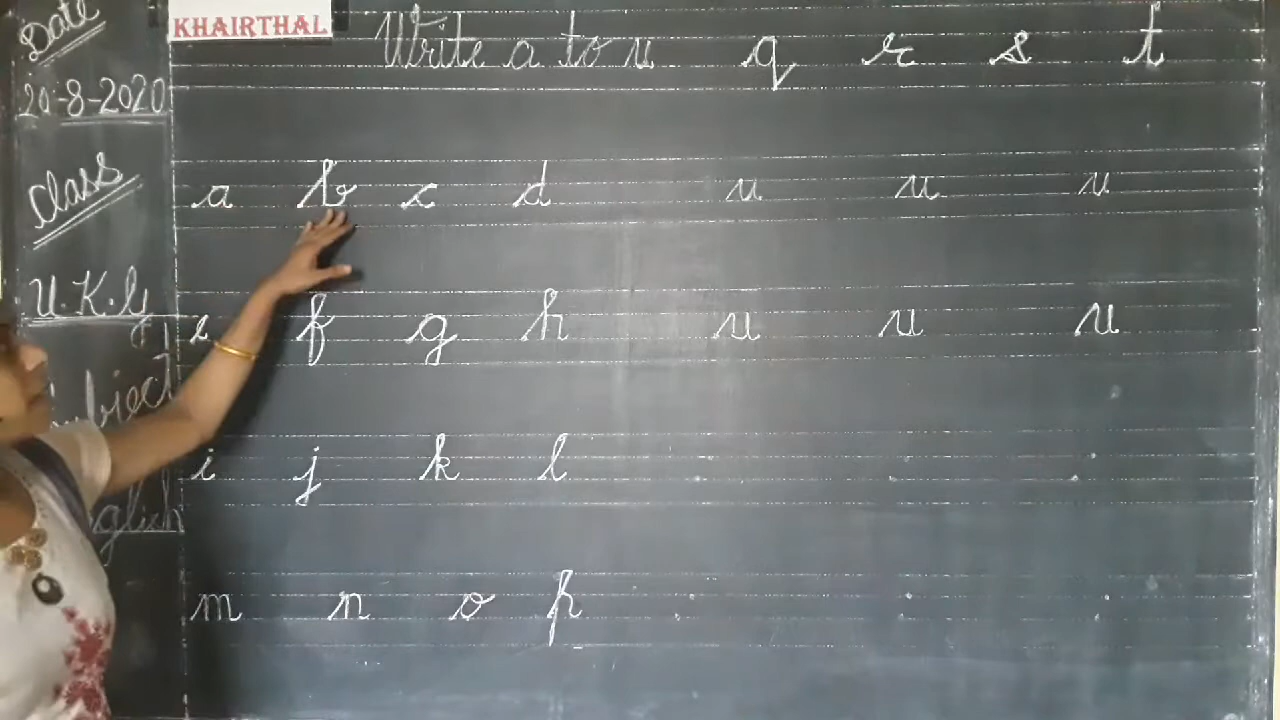 Date
KHAIRTHAL
Write a to u q r s t
20-8-2020
Class
a b c d u u u
U.K.G
e f g h u u u
i j k l
m n o p